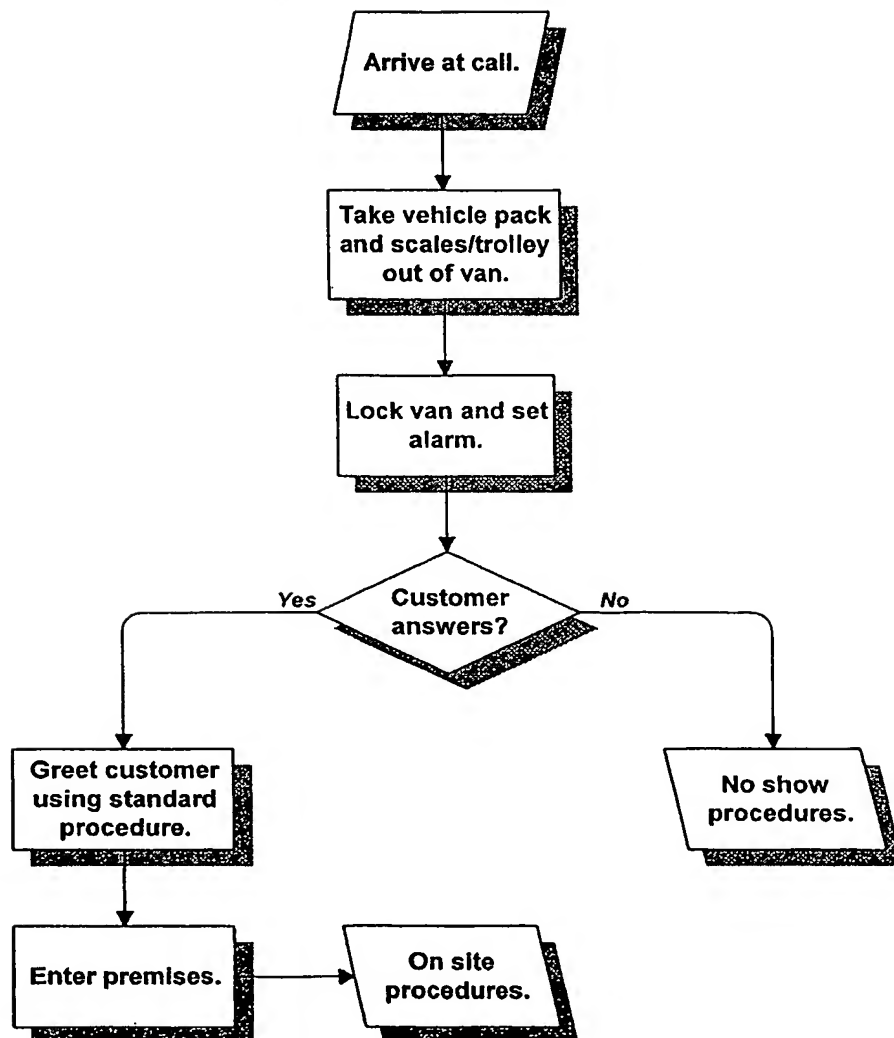 Arrive at call.
Take vehicle pack
and scales/trolley
out of van.
Lock van and set
alarm.
Customer
answers?
Yes
No
Greet customer
using standard
procedure.
No show
procedures.
Enter premises.
On site
procedures.